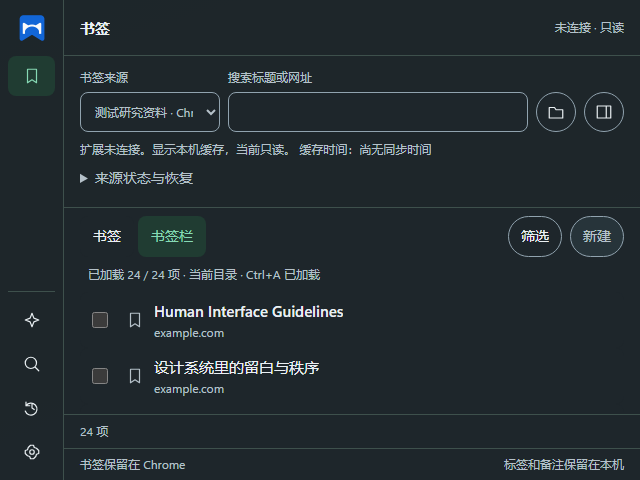 书签
未连接 · 只读
书签来源
搜索标题或网址
测试研究资料 · Chr
扩展未连接。显示本机缓存，当前只读。 缓存时间：尚无同步时间
来源状态与恢复
书签
书签栏
筛选
新建
已加载 24 / 24 项 · 当前目录 · Ctrl+A 已加载
Human Interface Guidelines
example.com
设计系统里的留白与秩序
example.com
24 项
书签保留在 Chrome
标签和备注保留在本机